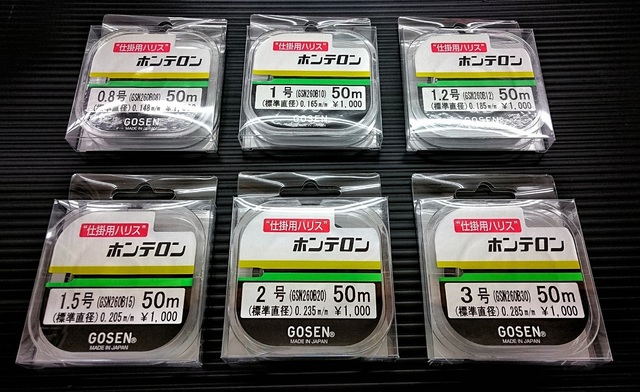 "仕掛用ハリス"
ホンテロン
0.8号(GSN260B08) 50m
(標準直径) 0.148m/m
GOSEN
MADE IN JAPAN
"仕掛用ハリス"
ホンテロン
1号(GSN260B10) 50m
(標準直径) 0.165m/m ¥1,000
GOSEN
"仕掛用ハリス"
ホンテロン
1.2号(GSN260B12) 50m
(標準直径) 0.185m/m ¥1,000
GOSEN
"仕掛用ハリス"
ホンテロン
1.5号(GSN260B15) 50m
(標準直径) 0.205m/m ¥1,000
GOSEN®
MADE IN JAPAN
"仕掛用ハリス"
ホンテロン
2号(GSN260B20) 50m
(標準直径) 0.235m/m ¥1,000
GOSEN®
MADE IN JAPAN
"仕掛用ハリス"
ホンテロン
3号(GSN260B30) 50m
(標準直径) 0.285m/m ¥1,000
GOSEN®
MADE IN JAPAN